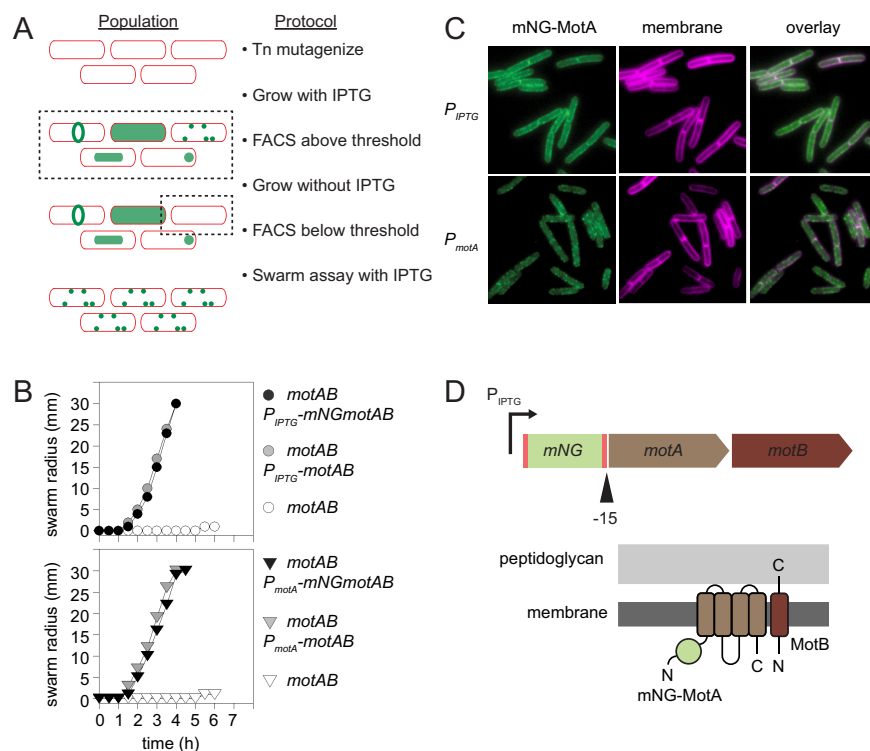 A
Population
Protocol
• Tn mutagenize
• Grow with IPTG
• FACS above threshold
• Grow without IPTG
• FACS below threshold
• Swarm assay with IPTG
B
swarm radius (mm)
30
25
20
15
10
5
0
motAB
PIPTG-mNGmotAB
motAB
PIPTG-motAB
motAB
swarm radius (mm)
30
25
20
15
10
5
0
0 1 2 3 4 5 6 7
time (h)
motAB
PmotA-mNGmotAB
motAB
PmotA-motAB
motAB
C
mNG-MotA membrane overlay
PIPTG
PmotA
D
PIPTG
mNG motA motB
-15
peptidoglycan
C
membrane
MotB
N C N
mNG-MotA